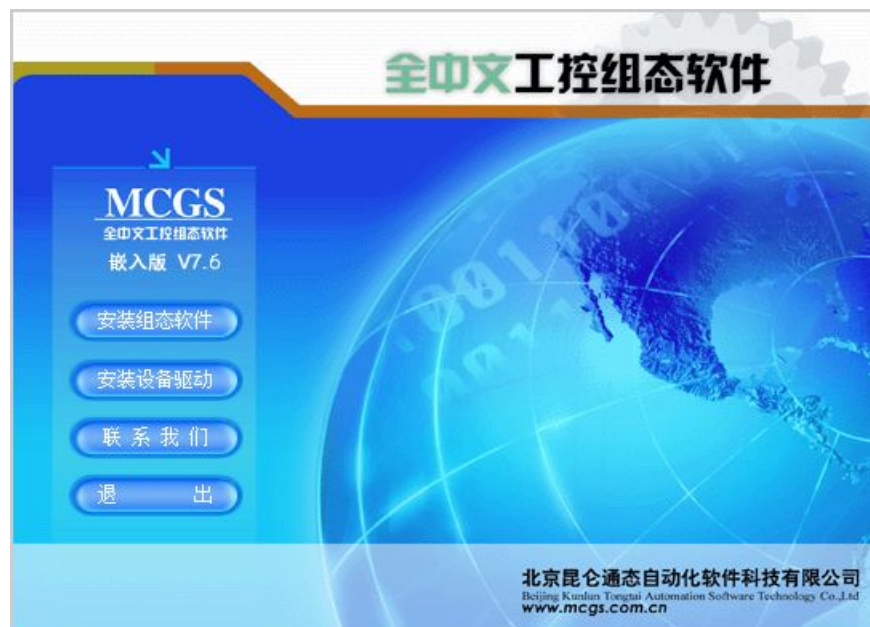 全中文工控组态软件
MCGS
全中文工控组态软件
嵌入版 V7.6
安装组态软件
安装设备驱动
联系我们
退出
北京昆仑通态自动化软件科技有限公司
Beijing Kunlun Tongtai Automation Software Technology Co.,Ltd
www.mcgs.com.cn